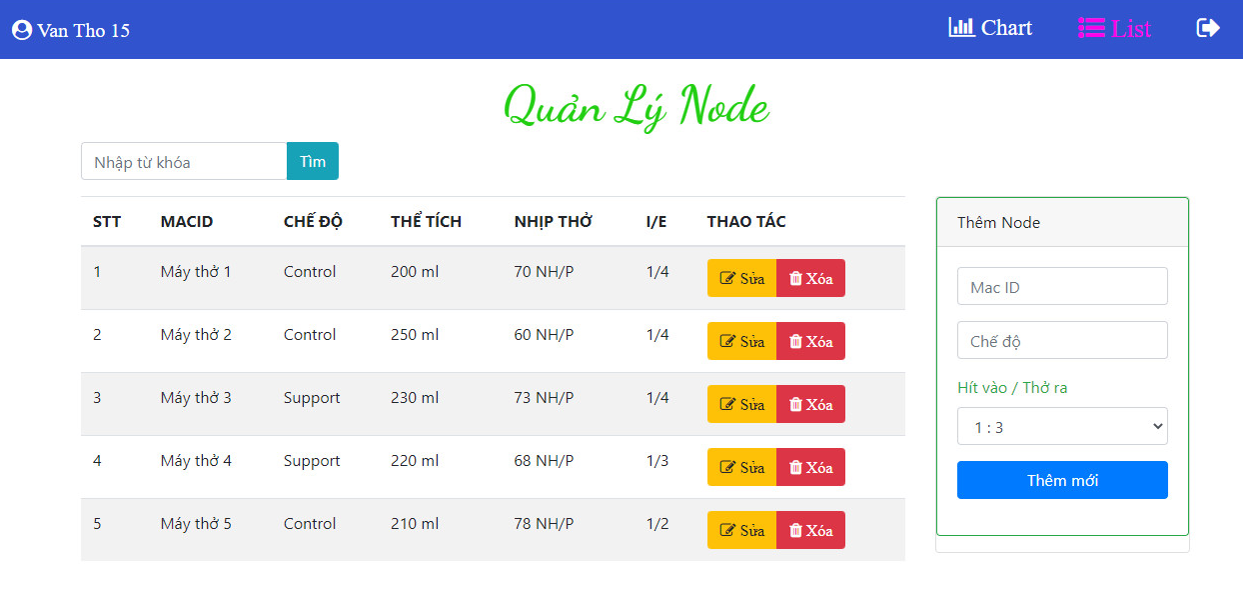 Van Tho 15
Chart
List
Quản Lý Node
Nhập từ khóa
Tìm
STT MACID CHẾ ĐỘ THỂ TÍCH NHỊP THỞ I/E THAO TÁC
1 Máy thở 1 Control 200 ml 70 NH/P 1/4 Sửa Xóa
2 Máy thở 2 Control 250 ml 60 NH/P 1/4 Sửa Xóa
3 Máy thở 3 Support 230 ml 73 NH/P 1/4 Sửa Xóa
4 Máy thở 4 Support 220 ml 68 NH/P 1/3 Sửa Xóa
5 Máy thở 5 Control 210 ml 78 NH/P 1/2 Sửa Xóa
Thêm Node
Mac ID
Chế độ
Hít vào / Thở ra
1 : 3
Thêm mới